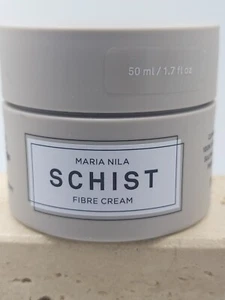 50 ml / 1,7 fl oz
MARIA NILA
SCHIST
FIBRE CREAM